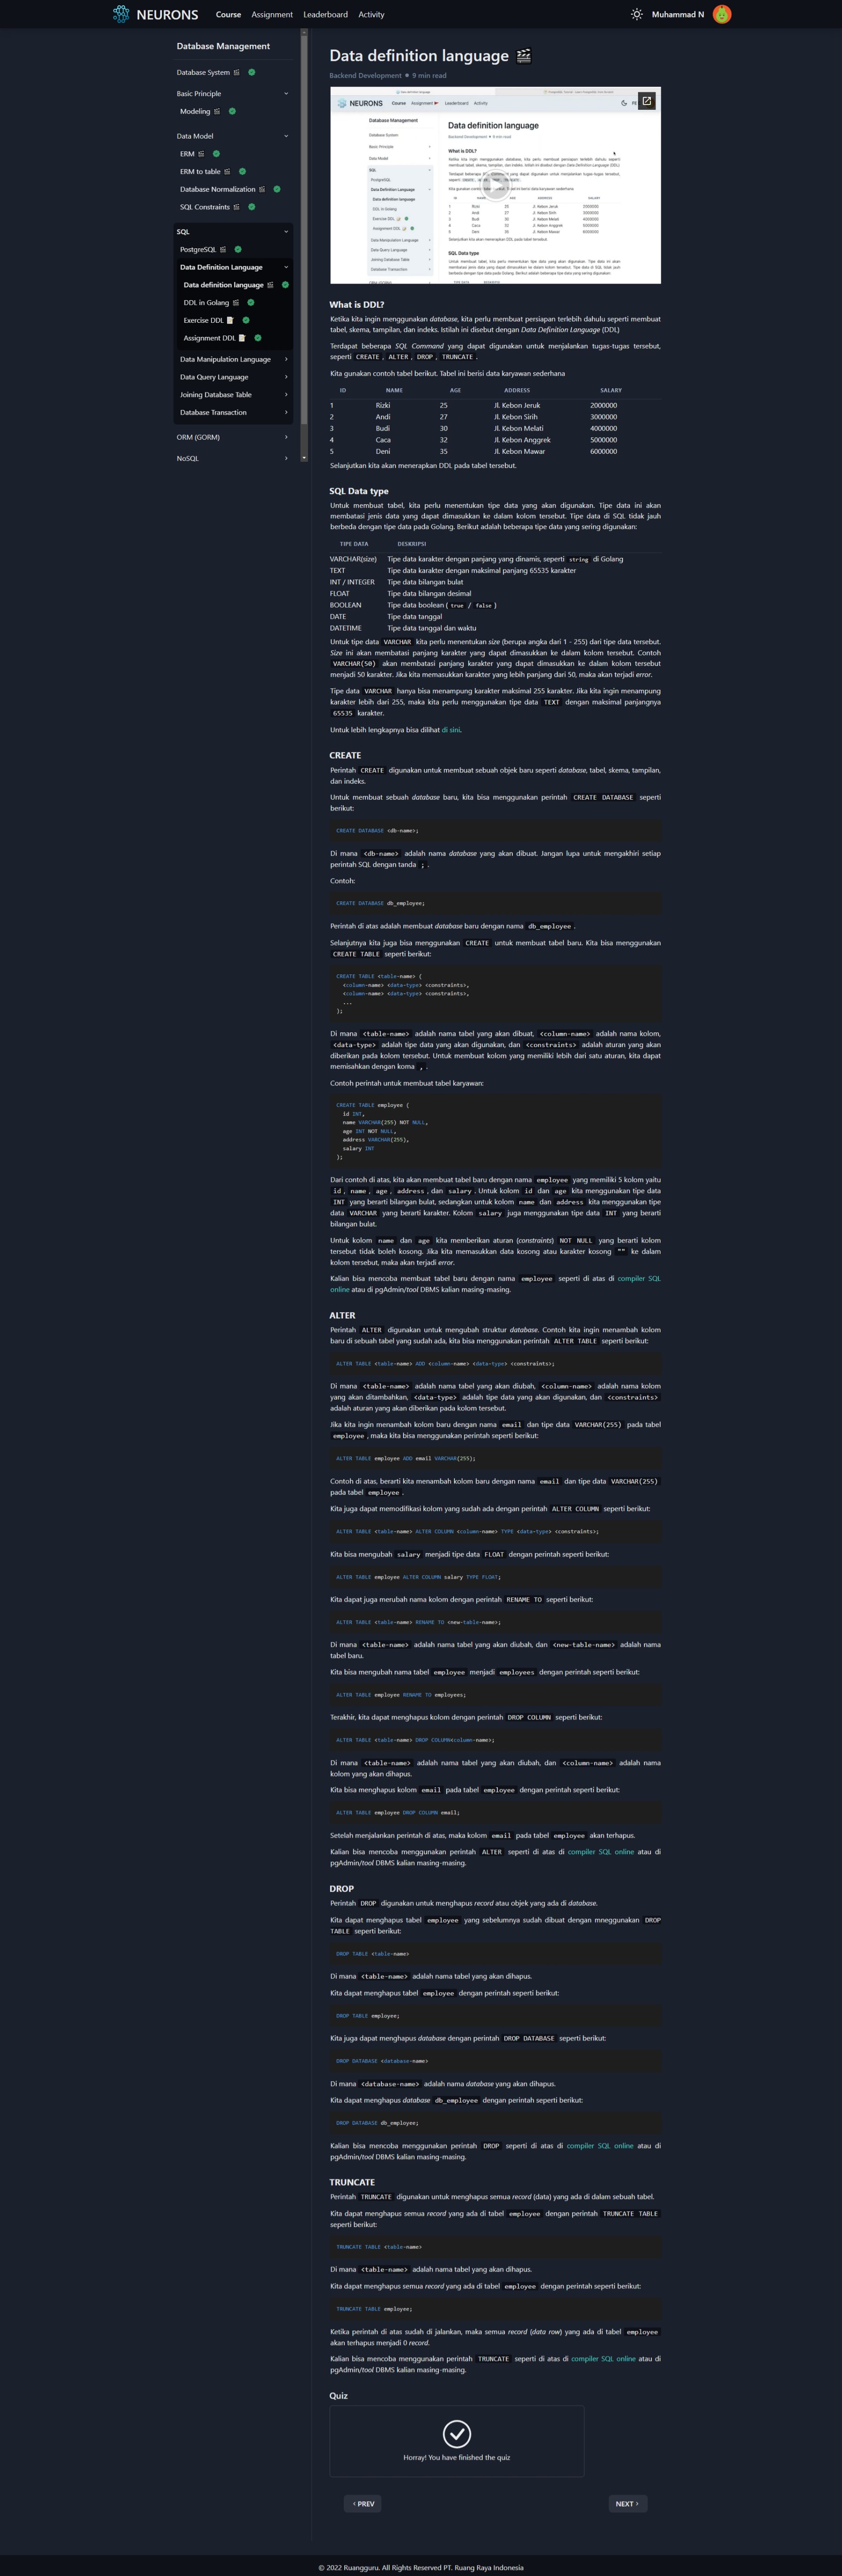 NEURONS Course Assignment Leaderboard Activity Muhammad N
Database Management
Database System
Basic Principle
Modeling
Data Model
ERM
ERM to table
Database Normalization
SQL Constraints
SQL
PostgreSQL
Data Definition Language
Data definition language
DDL in Golang
Exercise DDL
Assignment DDL
Data Manipulation Language
Data Query Language
Joining Database Table
Database Transaction
ORM (GORM)
NoSQL
Data definition language
Backend Development • 9 min read
NEURONS Course Assignment Leaderboard Activity
Database Management
Data definition language
What is DDL?
SQL Data type
What is DDL?
Ketika kita ingin menggunakan database, kita perlu membuat persiapan terlebih dahulu seperti membuat
tabel, skema, tampilan, dan indeks. Istilah ini disebut dengan Data Definition Language (DDL)
Terdapat beberapa SQL Command yang dapat digunakan untuk menjalankan tugas-tugas tersebut,
seperti CREATE, ALTER, DROP, TRUNCATE.
Kita gunakan contoh tabel berikut. Tabel ini berisi data karyawan sederhana
ID NAME AGE ADDRESS SALARY
1 Rizki 25 Jl. Kebon Jeruk 2000000
2 Andi 27 Jl. Kebon Sirih 3000000
3 Budi 30 Jl. Kebon Melati 4000000
4 Caca 32 Jl. Kebon Anggrek 5000000
5 Deni 35 Jl. Kebon Mawar 6000000
Selanjutkan kita akan menerapkan DDL pada tabel tersebut.
SQL Data type
Untuk membuat tabel, kita perlu menentukan tipe data yang akan digunakan. Tipe data ini akan
membatasi jenis data yang dapat dimasukkan ke dalam kolom tersebut. Tipe data di SQL tidak jauh
berbeda dengan tipe data pada Golang. Berikut adalah beberapa tipe data yang sering digunakan:
TIPE DATA DESKRIPSI
VARCHAR(size) Tipe data karakter dengan panjang yang dinamis, seperti string di Golang
TEXT Tipe data karakter dengan maksimal panjang 65535 karakter
INT / INTEGER Tipe data bilangan bulat
FLOAT Tipe data bilangan desimal
BOOLEAN Tipe data boolean ( true / false )
DATE Tipe data tanggal
DATETIME Tipe data tanggal dan waktu
Untuk tipe data VARCHAR kita perlu menentukan size (berupa angka dari 1 - 255) dari tipe data tersebut.
Size ini akan membatasi panjang karakter yang dapat dimasukkan ke dalam kolom tersebut. Contoh
VARCHAR(50) akan membatasi panjang karakter yang dapat dimasukkan ke dalam kolom tersebut
menjadi 50 karakter. Jika kita memasukkan karakter yang lebih panjang dari 50, maka akan terjadi error.
Tipe data VARCHAR hanya bisa menampung karakter maksimal 255 karakter. Jika kita ingin menampung
karakter lebih dari 255, maka kita perlu menggunakan tipe data TEXT dengan maksimal panjangnya
65535 karakter.
Untuk lebih lengkapnya bisa dilihat di sini.
CREATE
Perintah CREATE digunakan untuk membuat sebuah objek baru seperti database, tabel, skema, tampilan,
dan indeks.
Untuk membuat sebuah database baru, kita bisa menggunakan perintah CREATE DATABASE seperti
berikut:
CREATE DATABASE <db-name>;
Di mana <db-name> adalah nama database yang akan dibuat. Jangan lupa untuk mengakhiri setiap
perintah SQL dengan tanda ; .
Contoh:
CREATE DATABASE db_employee;
Perintah di atas adalah membuat database baru dengan nama db_employee .
Selanjutnya kita juga bisa menggunakan CREATE untuk membuat tabel baru. Kita bisa menggunakan
CREATE TABLE seperti berikut:
CREATE TABLE <table-name> (
<column-name> <data-type> <constraints>,
<column-name> <data-type> <constraints>,
...
);
Di mana <table-name> adalah nama tabel yang akan dibuat, <column-name> adalah nama kolom,
<data-type> adalah tipe data yang akan digunakan, dan <constraints> adalah aturan yang akan
diberikan pada kolom tersebut. Untuk membuat kolom yang memiliki lebih dari satu aturan, kita dapat
memisahkan dengan koma , .
Contoh perintah untuk membuat tabel karyawan:
CREATE TABLE employee (
id INT,
name VARCHAR(255) NOT NULL,
age INT NOT NULL,
address VARCHAR(255),
salary INT
);
Dari contoh di atas, kita akan membuat tabel baru dengan nama employee yang memiliki 5 kolom yaitu
id , name , age , address , dan salary . Untuk kolom id dan age kita menggunakan tipe data
INT yang berarti bilangan bulat, sedangkan untuk kolom name dan address kita menggunakan tipe
data VARCHAR yang berarti karakter. Kolom salary juga menggunakan tipe data INT yang berarti
bilangan bulat.
Untuk kolom name dan age kita memberikan aturan (constraints) NOT NULL yang berarti kolom
tersebut tidak boleh kosong. Jika kita memasukkan data kosong atau karakter kosong "" ke dalam
kolom tersebut, maka akan terjadi error.
Kalian bisa mencoba membuat tabel baru dengan nama employee seperti di atas di compiler SQL
online atau di pgAdmin/tool DBMS kalian masing-masing.
ALTER
Perintah ALTER digunakan untuk mengubah struktur database. Contoh kita ingin menambah kolom
baru di sebuah tabel yang sudah ada, kita bisa menggunakan perintah ALTER TABLE seperti berikut:
ALTER TABLE <table-name> ADD <column-name> <data-type> <constraints>;
Di mana <table-name> adalah nama tabel yang akan diubah, <column-name> adalah nama kolom
yang akan ditambahkan, <data-type> adalah tipe data yang akan digunakan, dan <constraints>
adalah aturan yang akan diberikan pada kolom tersebut.
Jika kita ingin menambah kolom baru dengan nama email dan tipe data VARCHAR(255) pada tabel
employee , maka kita bisa menggunakan perintah seperti berikut:
ALTER TABLE employee ADD email VARCHAR(255);
Contoh di atas, berarti kita menambah kolom baru dengan nama email dan tipe data VARCHAR(255)
pada tabel employee .
Kita juga dapat memodifikasi kolom yang sudah ada dengan perintah ALTER COLUMN seperti berikut:
ALTER TABLE <table-name> ALTER COLUMN <column-name> TYPE <data-type> <constraints>;
Kita bisa mengubah salary menjadi tipe data FLOAT dengan perintah seperti berikut:
ALTER TABLE employee ALTER COLUMN salary TYPE FLOAT;
Kita dapat juga merubah nama kolom dengan perintah RENAME TO seperti berikut:
ALTER TABLE <table-name> RENAME TO <new-table-name>;
Di mana <table-name> adalah nama tabel yang akan diubah, dan <new-table-name> adalah nama
tabel baru.
Kita bisa mengubah nama tabel employee menjadi employees dengan perintah seperti berikut:
ALTER TABLE employee RENAME TO employees;
Terakhir, kita dapat menghapus kolom dengan perintah DROP COLUMN seperti berikut:
ALTER TABLE <table-name> DROP COLUMN<column-name>;
Di mana <table-name> adalah nama tabel yang akan diubah, dan <column-name> adalah nama
kolom yang akan dihapus.
Kita bisa menghapus kolom email pada tabel employee dengan perintah seperti berikut:
ALTER TABLE employee DROP COLUMN email;
Setelah menjalankan perintah di atas, maka kolom email pada tabel employee akan terhapus.
Kalian bisa mencoba menggunakan perintah ALTER seperti di atas di compiler SQL online atau di
pgAdmin/tool DBMS kalian masing-masing.
DROP
Perintah DROP digunakan untuk menghapus record atau objek yang ada di database.
Kita dapat menghapus tabel employee yang sebelumnya sudah dibuat dengan mneggunakan DROP
TABLE seperti berikut:
DROP TABLE <table-name>
Di mana <table-name> adalah nama tabel yang akan dihapus.
Kita dapat menghapus tabel employee dengan perintah seperti berikut:
DROP TABLE employee;
Kita juga dapat menghapus database dengan perintah DROP DATABASE seperti berikut:
DROP DATABASE <database-name>
Di mana <database-name> adalah nama database yang akan dihapus.
Kita dapat menghapus database db_employee dengan perintah seperti berikut:
DROP DATABASE db_employee;
Kalian bisa mencoba menggunakan perintah DROP seperti di atas di compiler SQL online atau di
pgAdmin/tool DBMS kalian masing-masing.
TRUNCATE
Perintah TRUNCATE digunakan untuk menghapus semua record (data) yang ada di dalam sebuah tabel.
Kita dapat menghapus semua record yang ada di tabel employee dengan perintah TRUNCATE TABLE
seperti berikut:
TRUNCATE TABLE <table-name>
Di mana <table-name> adalah nama tabel yang akan dihapus.
Kita dapat menghapus semua record yang ada di tabel employee dengan perintah seperti berikut:
TRUNCATE TABLE employee;
Ketika perintah di atas sudah di jalankan, maka semua record (data row) yang ada di tabel employee
akan terhapus menjadi 0 record.
Kalian bisa mencoba menggunakan perintah TRUNCATE seperti di atas di compiler SQL online atau di
pgAdmin/tool DBMS kalian masing-masing.
Quiz
Horray! You have finished the quiz
‹ PREV NEXT ›
© 2022 Ruangguru. All Rights Reserved PT. Ruang Raya Indonesia